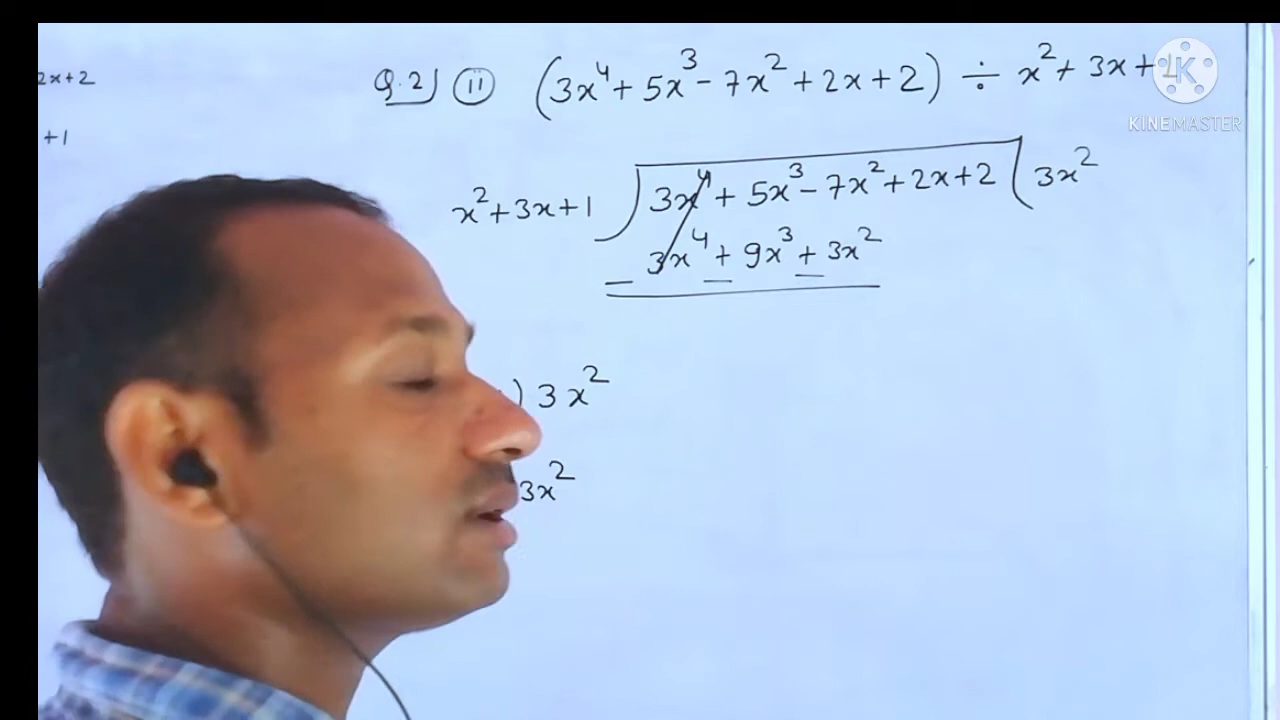 2x+2
+1
Q.2) (ii) (3x⁴ + 5x³ - 7x² + 2x + 2) ÷ x² + 3x + 1
KINEMASTER
x² + 3x + 1 ) 3x⁴ + 5x³ - 7x² + 2x + 2 ( 3x²
3x⁴ + 9x³ + 3x²
— — —
) 3x²
3x²